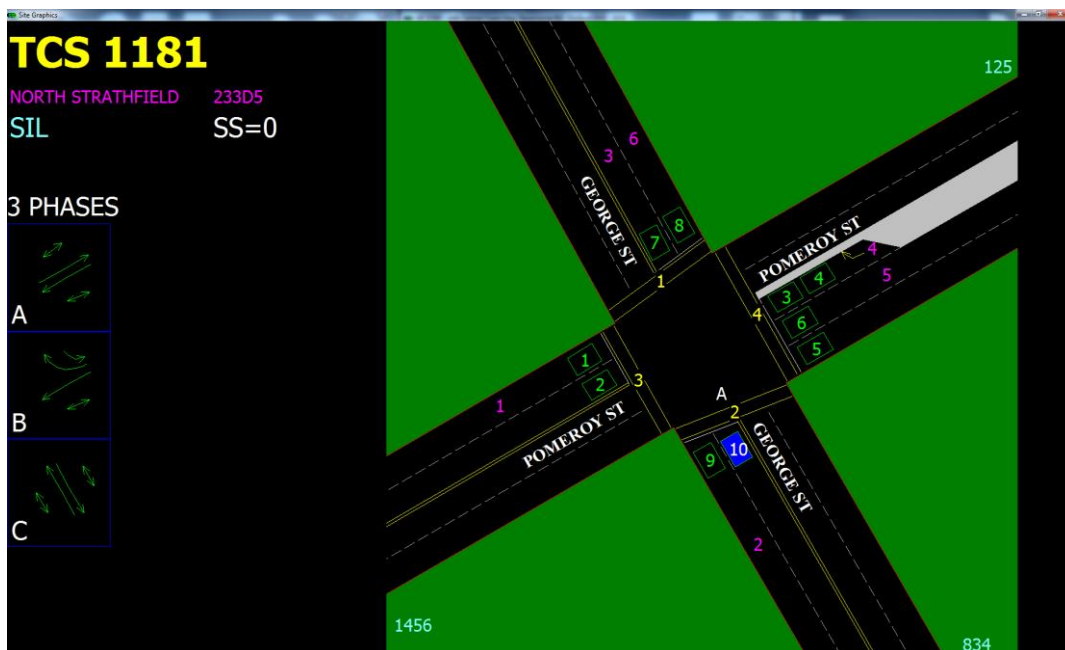 Site Graphics
TCS 1181
NORTH STRATHFIELD 233D5
SIL SS=0
3 PHASES
A
B
C
125
6
3
GEORGE ST
8
7
1
POMEROY ST
4
5
4
3
6
5
4
1
2
3
1
POMEROY ST
A
2
GEORGE ST
10
9
2
1456
834